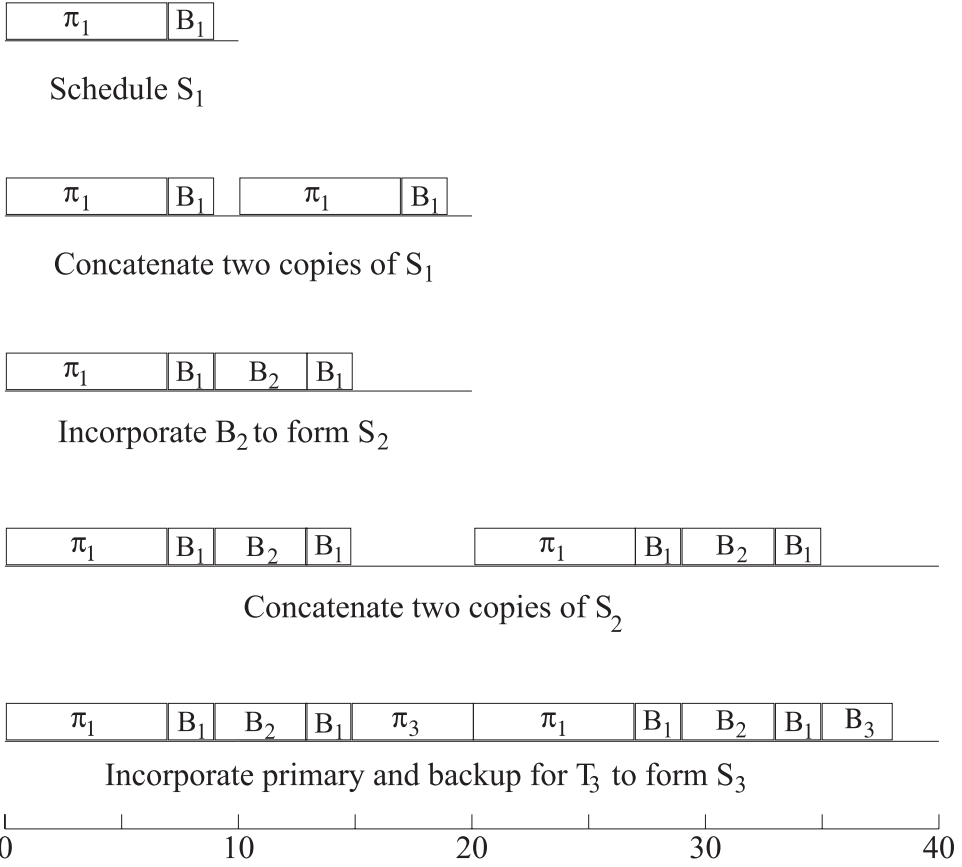 π₁ B₁
Schedule S₁
π₁ B₁ π₁ B₁
Concatenate two copies of S₁
π₁ B₁ B₂ B₁
Incorporate B₂ to form S₂
π₁ B₁ B₂ B₁ π₁ B₁ B₂ B₁
Concatenate two copies of S₂
π₁ B₁ B₂ B₁ π₃ π₁ B₁ B₂ B₁ B₃
Incorporate primary and backup for T₃ to form S₃
0 10 20 30 40